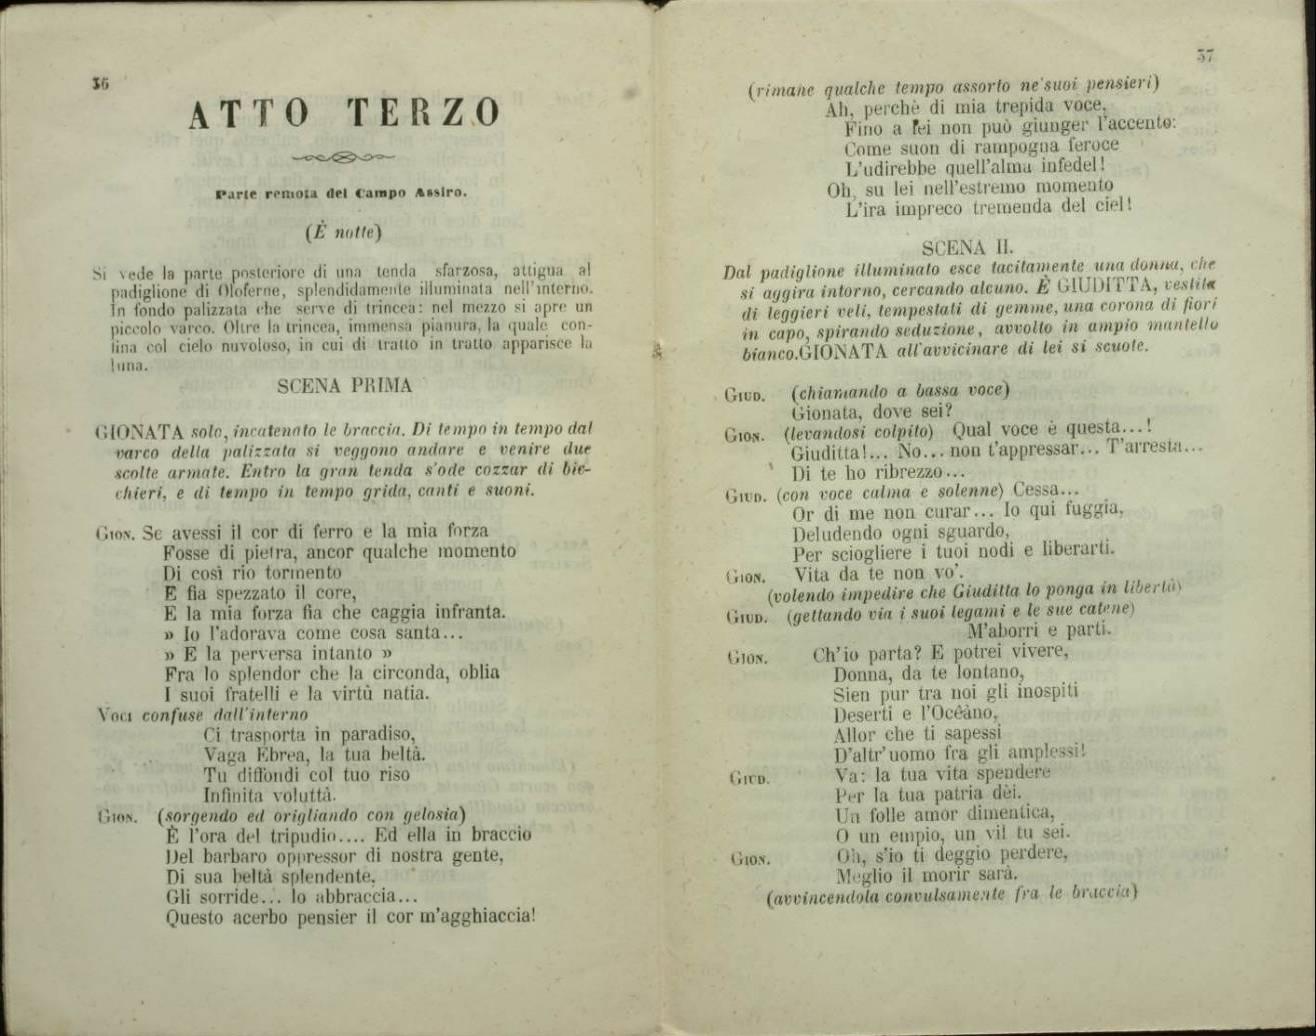 36
ATTO TERZO
Parte remota del Campo Assiro.
(È notte)
Si vede la parte posteriore di una tenda sfarzosa, attigua al
padiglione di Oloferne, splendidamente illuminata nell'interno.
In fondo palizzata che serve di trincea: nel mezzo si apre un
piccolo varco. Oltre la trincea, immensa pianura, la quale con-
fina col cielo nuvoloso, in cui di tratto in tratto apparisce la
luna.
SCENA PRIMA
GIONATA solo, incatenato le braccia. Di tempo in tempo dal
varco della palizzata si veggono andare e venire due
scolte armate. Entro la gran tenda s'ode cozzar di bic-
chieri, e di tempo in tempo grida, canti e suoni.
GION. Se avessi il cor di ferro e la mia forza
Fosse di pietra, ancor qualche momento
Di così rio tormento
E fia spezzato il core,
E la mia forza fia che caggia infranta.
» Io l'adorava come cosa santa...
» E la perversa intanto »
Fra lo splendor che la circonda, oblia
I suoi fratelli e la virtù natia.
VOCI confuse dall'interno
Ci trasporta in paradiso,
Vaga Ebrea, la tua beltà.
Tu diffondi col tuo riso
Infinita voluttà.
GION. (sorgendo ed origliando con gelosia)
È l'ora del tripudio.... Ed ella in braccio
Del barbaro oppressor di nostra gente,
Di sua beltà splendente,
Gli sorride... lo abbraccia...
Questo acerbo pensier il cor m'agghiaccia!
37
(rimane qualche tempo assorto ne'suoi pensieri)
Ah, perchè di mia trepida voce,
Fino a lei non può giunger l'accento:
Come suon di rampogna feroce
L'udirebbe quell'alma infedel!
Oh, su lei nell'estremo momento
L'ira impreco tremenda del ciel!
SCENA II.
Dal padiglione illuminato esce tacitamente una donna, che
si aggira intorno, cercando alcuno. È GIUDITTA, vestita
di leggieri veli, tempestati di gemme, una corona di fiori
in capo, spirando seduzione, avvolto in ampio mantello
bianco.GIONATA all'avvicinare di lei si scuote.
GIUD. (chiamando a bassa voce)
Gionata, dove sei?
GION. (levandosi colpito) Qual voce è questa...!
Giuditta!... No... non t'appressar... T'arresta...
Di te ho ribrezzo...
GIUD. (con voce calma e solenne) Cessa...
Or di me non curar... Io qui fuggia,
Deludendo ogni sguardo,
Per sciogliere i tuoi nodi e liberarti.
GION. Vita da te non vo'.
(volendo impedire che Giuditta lo ponga in libertà)
GIUD. (gettando via i suoi legami e le sue catene)
M'aborri e parti.
GION. Ch'io parta? E potrei vivere,
Donna, da te lontano,
Sien pur tra noi gli inospiti
Deserti e l'Oceàno,
Allor che ti sapessi
D'altr'uomo fra gli amplessi!
GIUD. Va: la tua vita spendere
Per la tua patria dèi.
Un folle amor dimentica,
O un empio, un vil tu sei.
GION. Oh, s'io ti deggio perdere,
Meglio il morir sarà.
(avvincendola convulsamente fra le braccia)